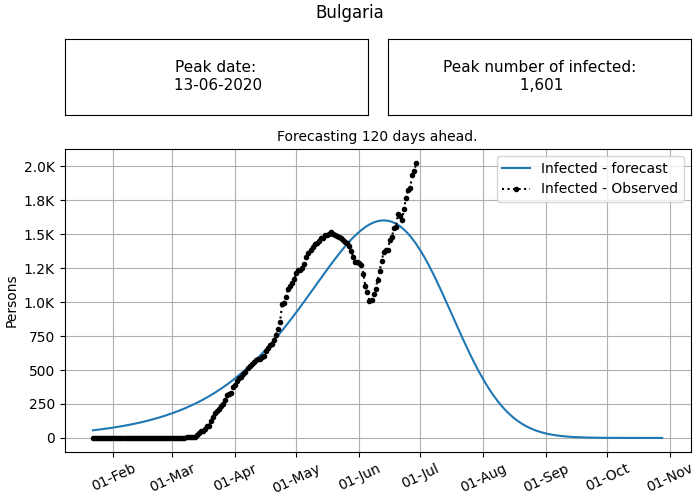 Bulgaria
Peak date:
13-06-2020
Peak number of infected:
1,601
Forecasting 120 days ahead.
Infected - forecast
Infected - Observed
Persons
2.0K
1.8K
1.5K
1.2K
1.0K
750
500
250
0
01-Feb
01-Mar
01-Apr
01-May
01-Jun
01-Jul
01-Aug
01-Sep
01-Oct
01-Nov